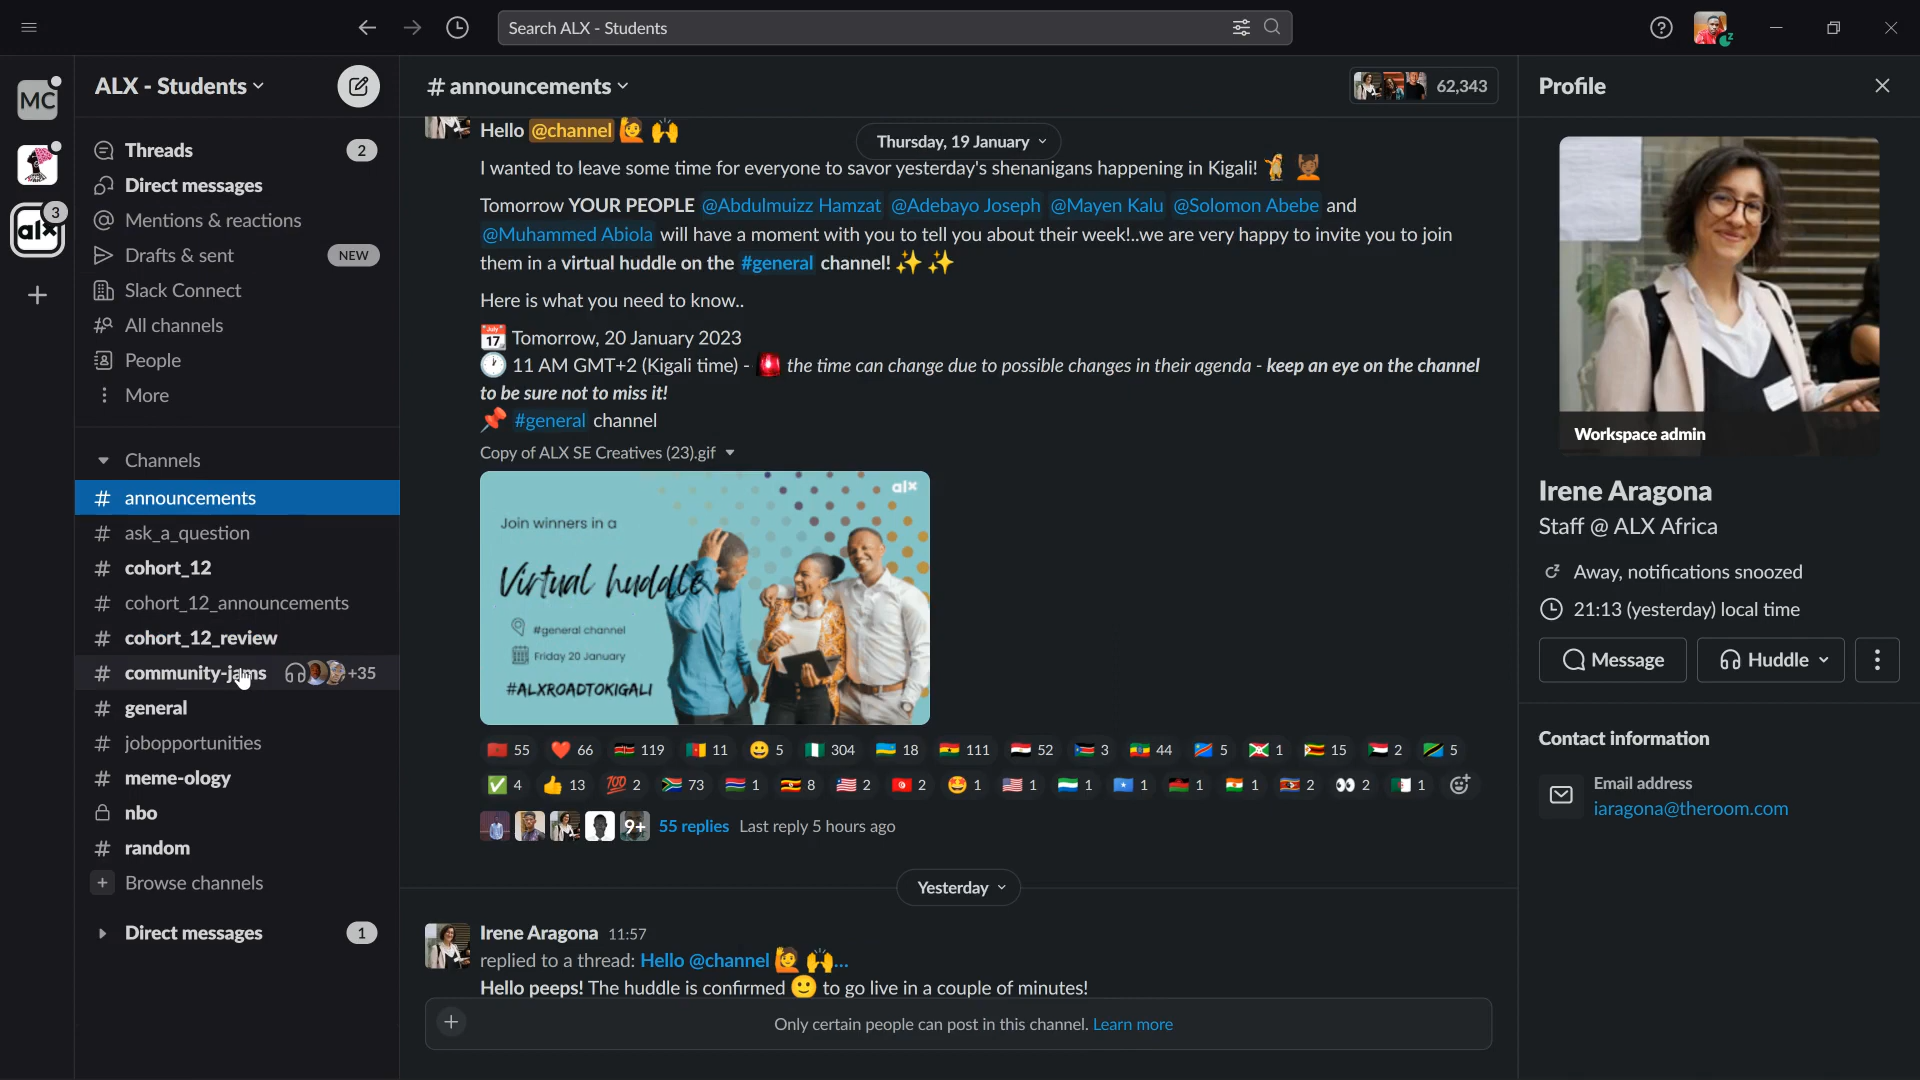 Search ALX - Students
MC
alx
3
ALX - Students
Threads 2
Direct messages
Mentions & reactions
Drafts & sent NEW
Slack Connect
All channels
People
More
Channels
# announcements
# ask_a_question
# cohort_12
# cohort_12_announcements
# cohort_12_review
# community-jams +35
# general
# jobopportunities
# meme-ology
nbo
# random
+ Browse channels
Direct messages 1
# announcements
62,343
Thursday, 19 January
Hello @channel
I wanted to leave some time for everyone to savor yesterday's shenanigans happening in Kigali!
Tomorrow YOUR PEOPLE @Abdulmuizz Hamzat @Adebayo Joseph @Mayen Kalu @Solomon Abebe and
@Muhammed Abiola will have a moment with you to tell you about their week!..we are very happy to invite you to join
them in a virtual huddle on the #general channel!
Here is what you need to know..
Tomorrow, 20 January 2023
11 AM GMT+2 (Kigali time) - the time can change due to possible changes in their agenda - keep an eye on the channel
to be sure not to miss it!
#general channel
Copy of ALX SE Creatives (23).gif
alx
Join winners in a
Virtual huddle
#general channel
Friday 20 January
#ALXROADTOKIGALI
55 66 119 11 5 304 18 111 52 3 44 5 1 15 2 5
4 13 2 73 1 8 2 2 1 1 1 1 1 1 2 2 1
9+ 55 replies Last reply 5 hours ago
Yesterday
Irene Aragona 11:57
replied to a thread: Hello @channel ...
Hello peeps! The huddle is confirmed to go live in a couple of minutes!
Only certain people can post in this channel. Learn more
Profile
Workspace admin
Irene Aragona
Staff @ ALX Africa
Away, notifications snoozed
21:13 (yesterday) local time
Message
Huddle
Contact information
Email address
iaragona@theroom.com